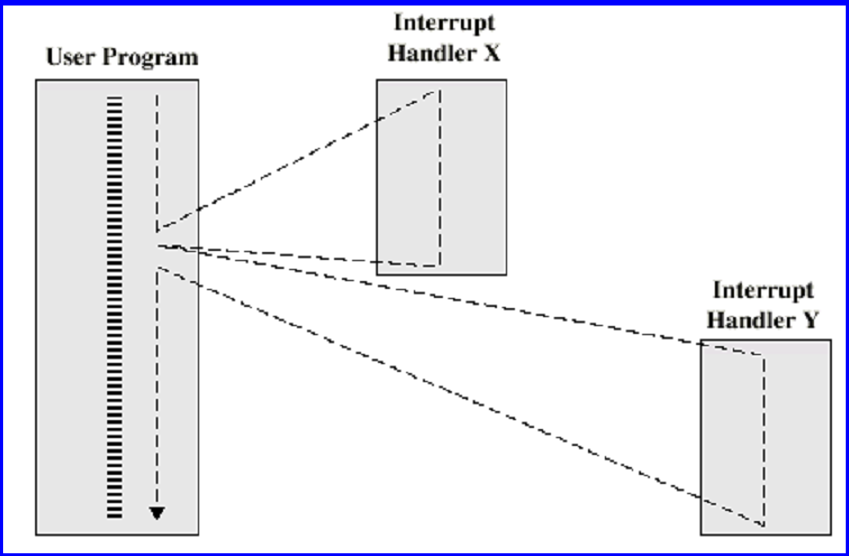 Interrupt
Handler X
User Program
Interrupt
Handler Y